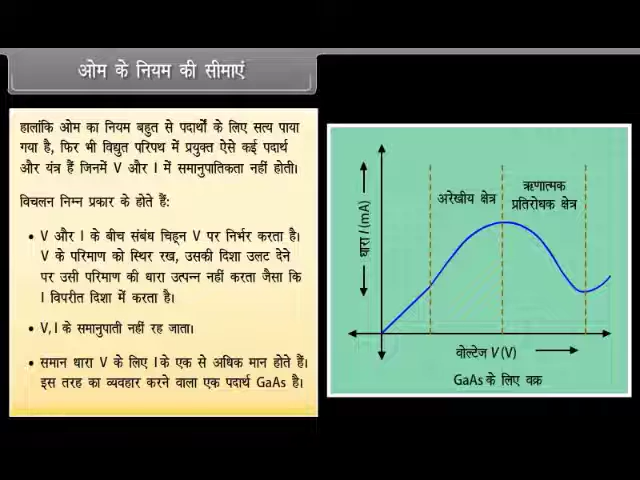 ओम के नियम की सीमाएं
हालांकि ओम का नियम बहुत से पदार्थों के लिए सत्य पाया
गया है, फिर भी विद्युत परिपथ में प्रयुक्त ऐसे कई पदार्थ
और यंत्र हैं जिनमें V और I में समानुपातिकता नहीं होती।
विचलन निम्न प्रकार के होते हैं:
• V और I के बीच संबंध चिह्न V पर निर्भर करता है।
V के परिमाण को स्थिर रख, उसकी दिशा उलट देने
पर उसी परिमाण की धारा उत्पन्न नहीं करता जैसा कि
I विपरीत दिशा में करता है।
• V, I के समानुपाती नहीं रह जाता।
• समान धारा V के लिए I के एक से अधिक मान होते हैं।
इस तरह का व्यवहार करने वाला एक पदार्थ GaAs है।
धारा I (mA)
अरेखीय क्षेत्र
ऋणात्मक
प्रतिरोधक क्षेत्र
वोल्टेज V (V)
GaAs के लिए वक्र